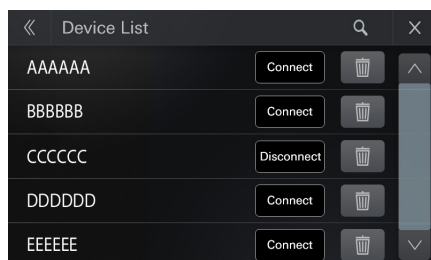 Device List
AAAAAA Connect
BBBBBB Connect
CCCCCC Disconnect
DDDDDD Connect
EEEEEE Connect